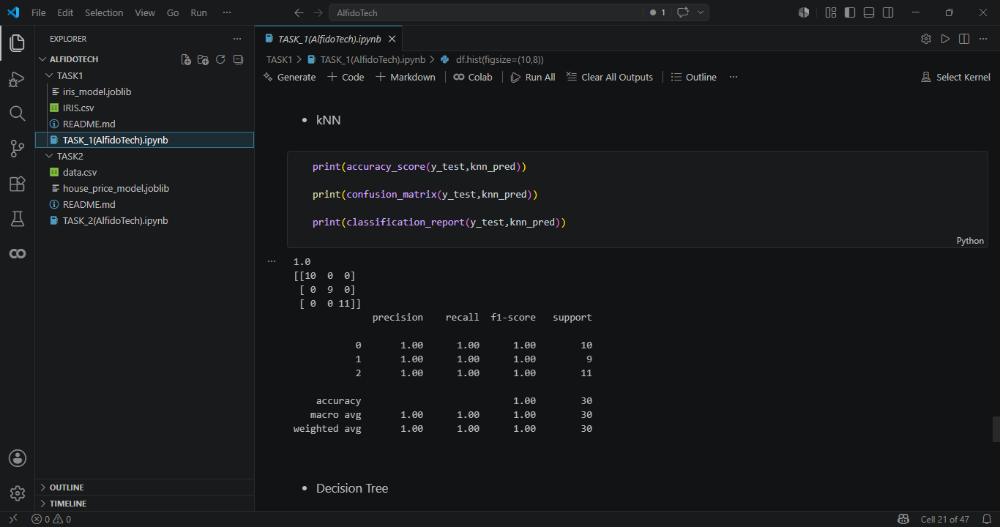 File Edit Selection View Go Run ··· AlfidoTech 1
EXPLORER ···
TASK_1(AlfidoTech).ipynb
ALFIDOTECH
TASK1
iris_model.joblib
IRIS.csv
README.md
TASK_1(AlfidoTech).ipynb
TASK2
data.csv
house_price_model.joblib
README.md
TASK_2(AlfidoTech).ipynb
OUTLINE
TIMELINE
TASK1 > TASK_1(AlfidoTech).ipynb > df.hist(figsize=(10,8))
Generate + Code + Markdown Colab Run All Clear All Outputs Outline ··· Select Kernel
• kNN
print(accuracy_score(y_test,knn_pred))
print(confusion_matrix(y_test,knn_pred))
print(classification_report(y_test,knn_pred))
Python
··· 1.0
[[10 0 0]
[ 0 9 0]
[ 0 0 11]]
precision recall f1-score support
0 1.00 1.00 1.00 10
1 1.00 1.00 1.00 9
2 1.00 1.00 1.00 11
accuracy 1.00 30
macro avg 1.00 1.00 1.00 30
weighted avg 1.00 1.00 1.00 30
• Decision Tree
0 0 Cell 21 of 47